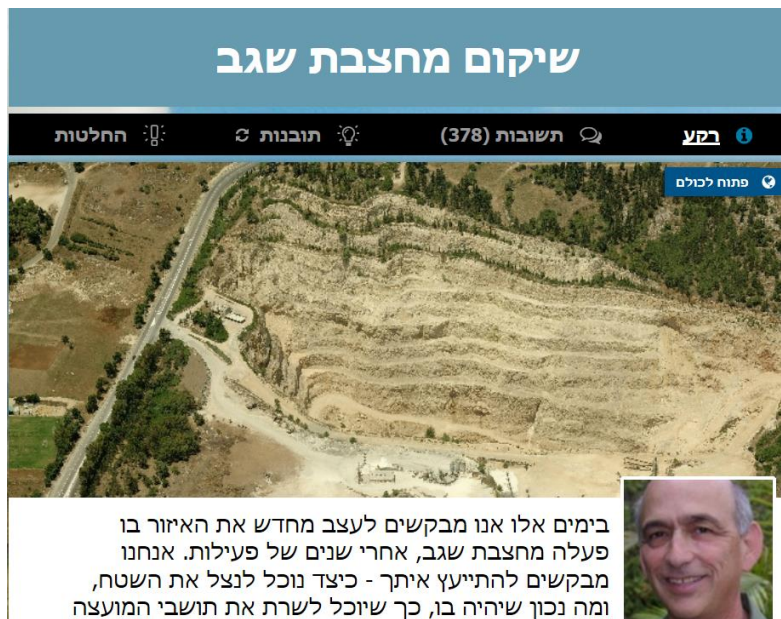 שיקום מחצבת שגב
רקע תשובות (378) תובנות החלטות
פתוח לכולם
בימים אלו אנו מבקשים לעצב מחדש את האיזור בו
פעלה מחצבת שגב, אחרי שנים של פעילות. אנחנו
מבקשים להתייעץ איתך - כיצד נוכל לנצל את השטח,
ומה נכון שיהיה בו, כך שיוכל לשרת את תושבי המועצה